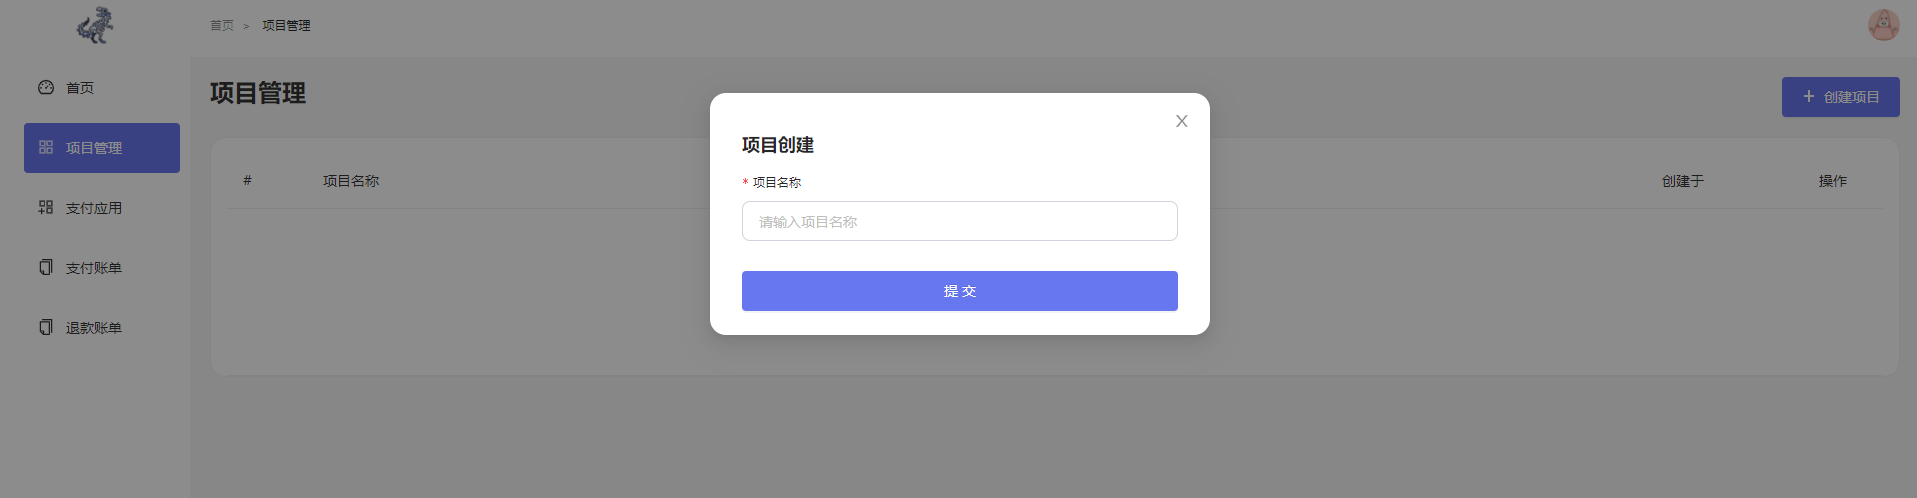 首页 > 项目管理
首页
项目管理
支付应用
支付账单
退款账单
项目管理
+ 创建项目
# 项目名称 创建于 操作
X
项目创建
* 项目名称
请输入项目名称
提 交